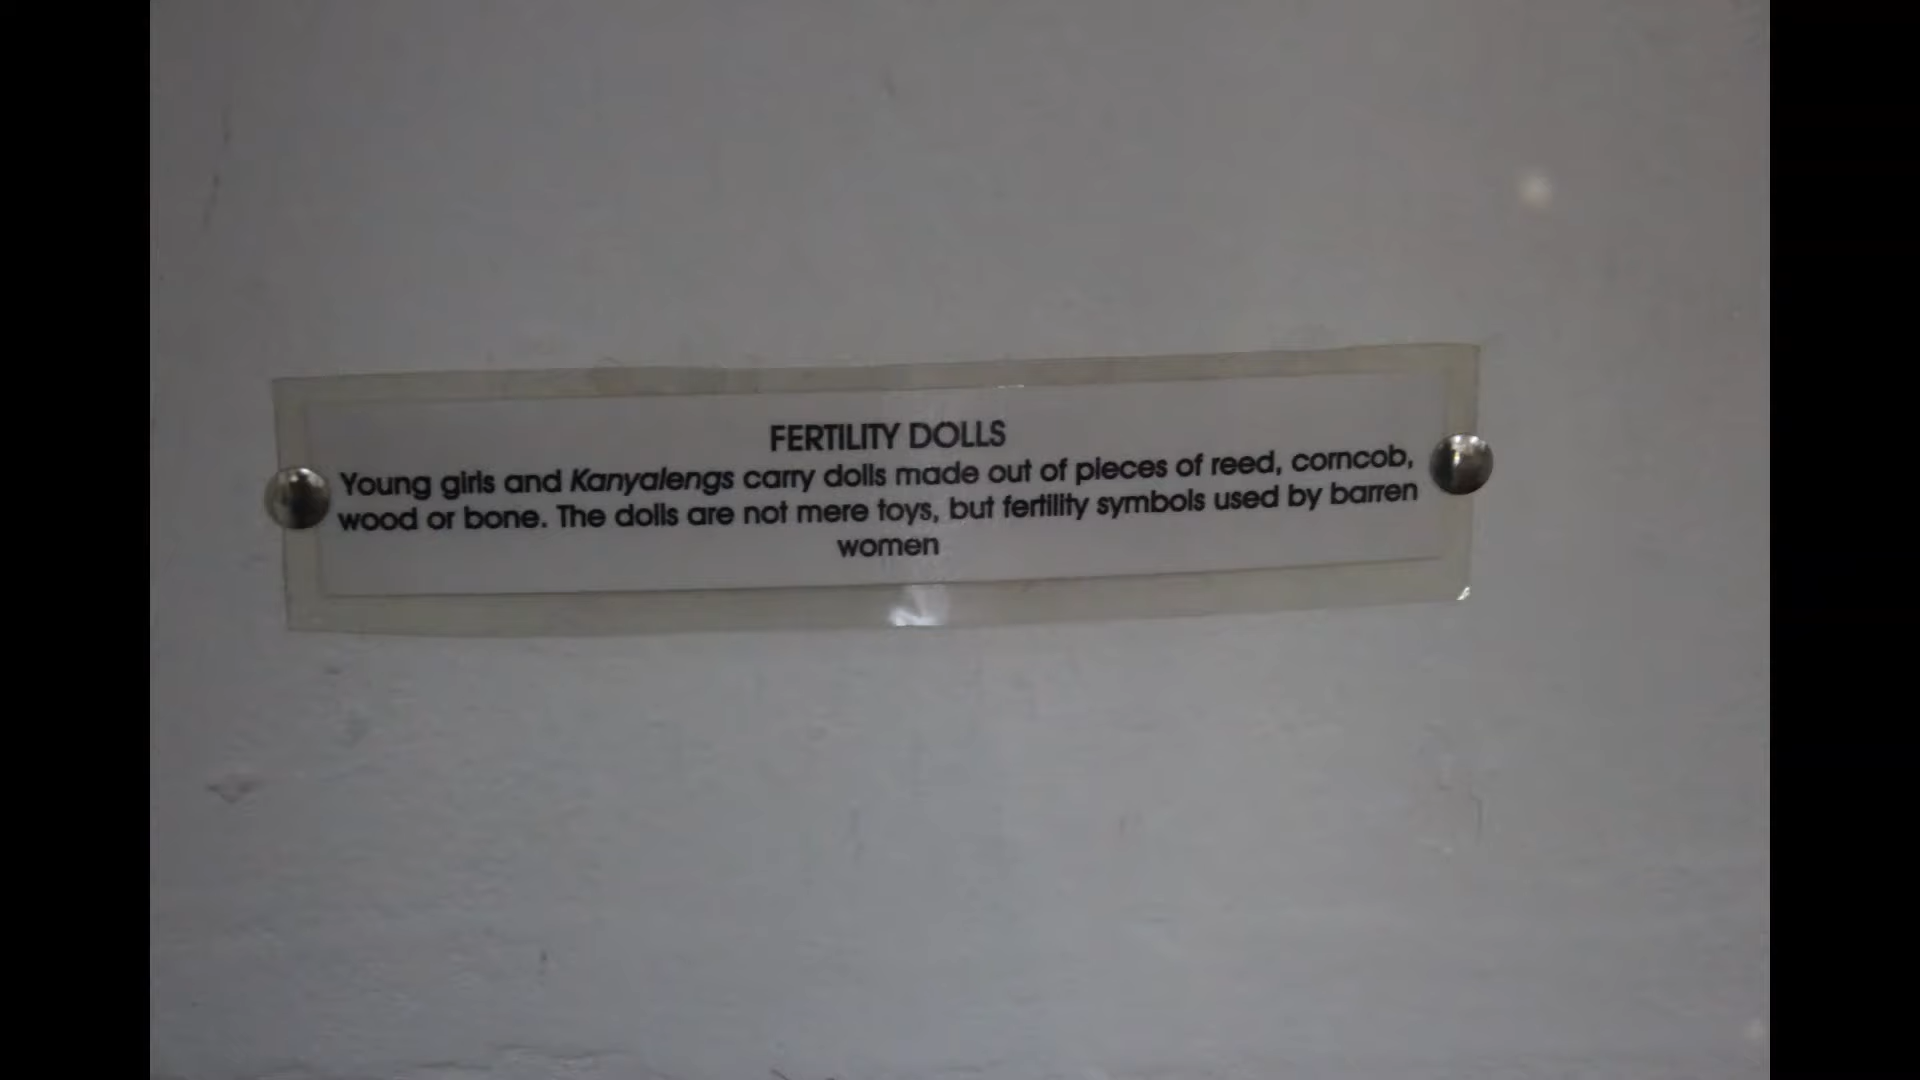 FERTILITY DOLLS
Young girls and Kanyalengs carry dolls made out of pieces of reed, corncob,
wood or bone. The dolls are not mere toys, but fertility symbols used by barren
women